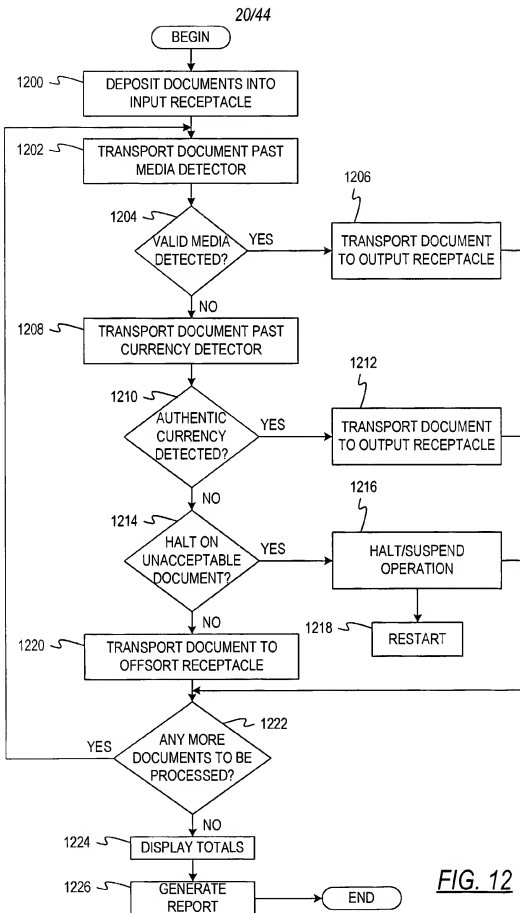 20/44
BEGIN
1200
DEPOSIT DOCUMENTS INTO
INPUT RECEPTACLE
1202
TRANSPORT DOCUMENT PAST
MEDIA DETECTOR
1204
VALID MEDIA
DETECTED?
YES
1206
TRANSPORT DOCUMENT
TO OUTPUT RECEPTACLE
NO
1208
TRANSPORT DOCUMENT PAST
CURRENCY DETECTOR
1210
AUTHENTIC
CURRENCY
DETECTED?
YES
1212
TRANSPORT DOCUMENT
TO OUTPUT RECEPTACLE
NO
1214
HALT ON
UNACCEPTABLE
DOCUMENT?
YES
1216
HALT/SUSPEND
OPERATION
1218
RESTART
NO
1220
TRANSPORT DOCUMENT TO
OFFSORT RECEPTACLE
1222
YES
ANY MORE
DOCUMENTS TO BE
PROCESSED?
NO
1224
DISPLAY TOTALS
1226
GENERATE
REPORT
END
FIG. 12